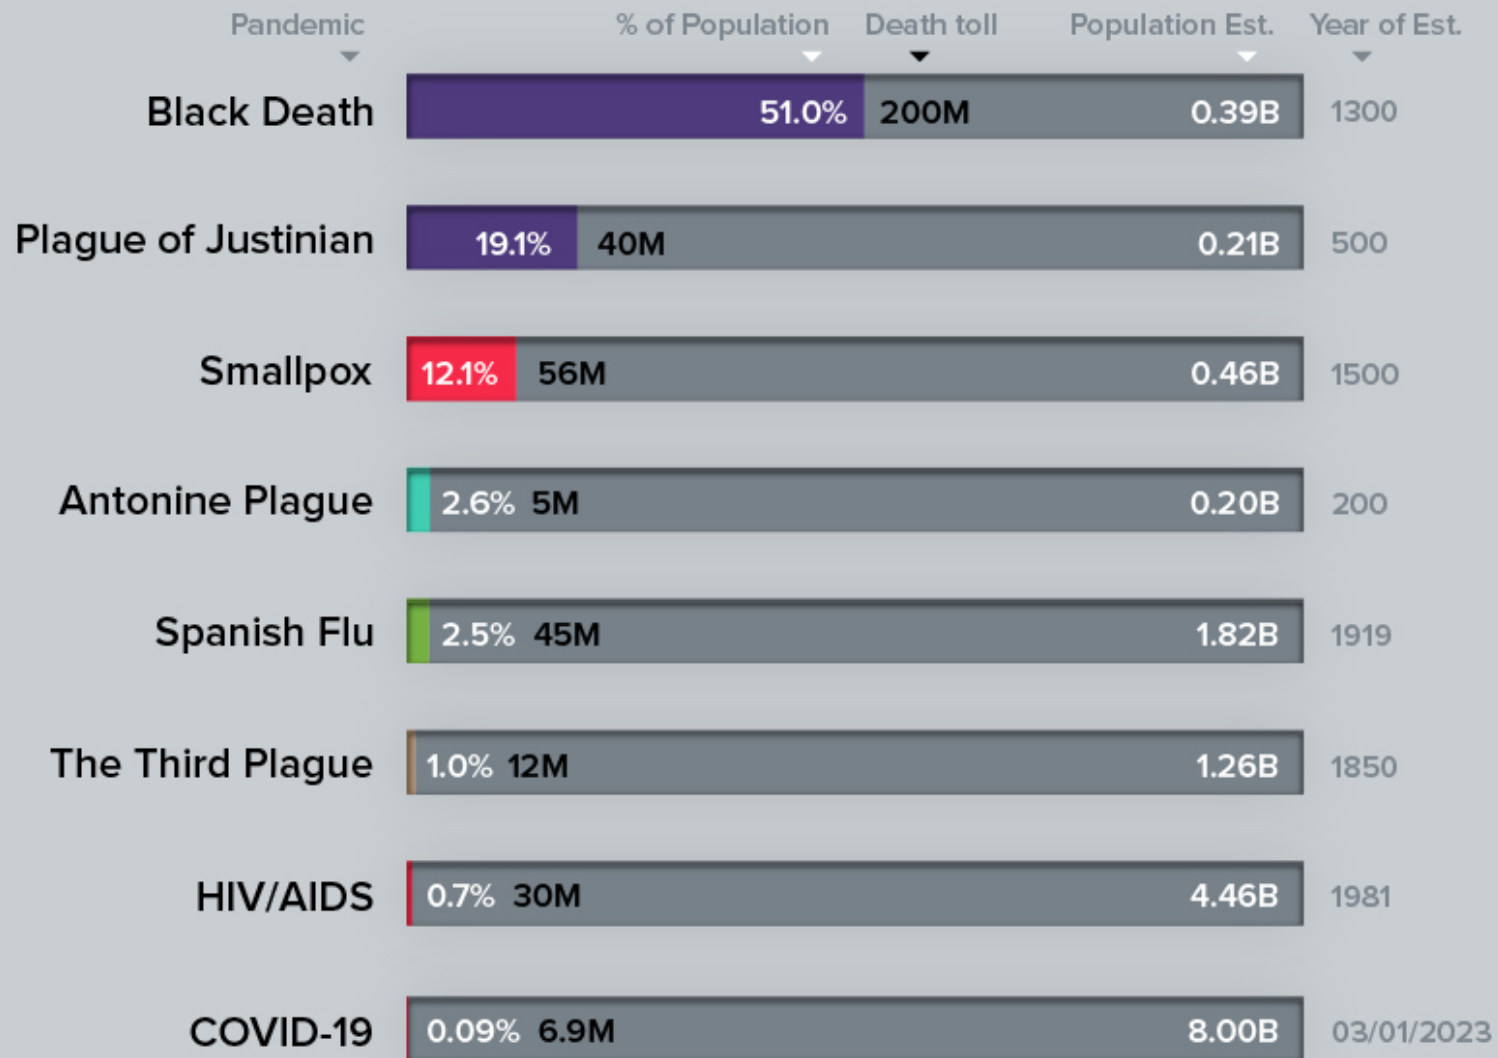 Pandemic % of Population Death toll Population Est. Year of Est.
Black Death 51.0% 200M 0.39B 1300
Plague of Justinian 19.1% 40M 0.21B 500
Smallpox 12.1% 56M 0.46B 1500
Antonine Plague 2.6% 5M 0.20B 200
Spanish Flu 2.5% 45M 1.82B 1919
The Third Plague 1.0% 12M 1.26B 1850
HIV/AIDS 0.7% 30M 4.46B 1981
COVID-19 0.09% 6.9M 8.00B 03/01/2023